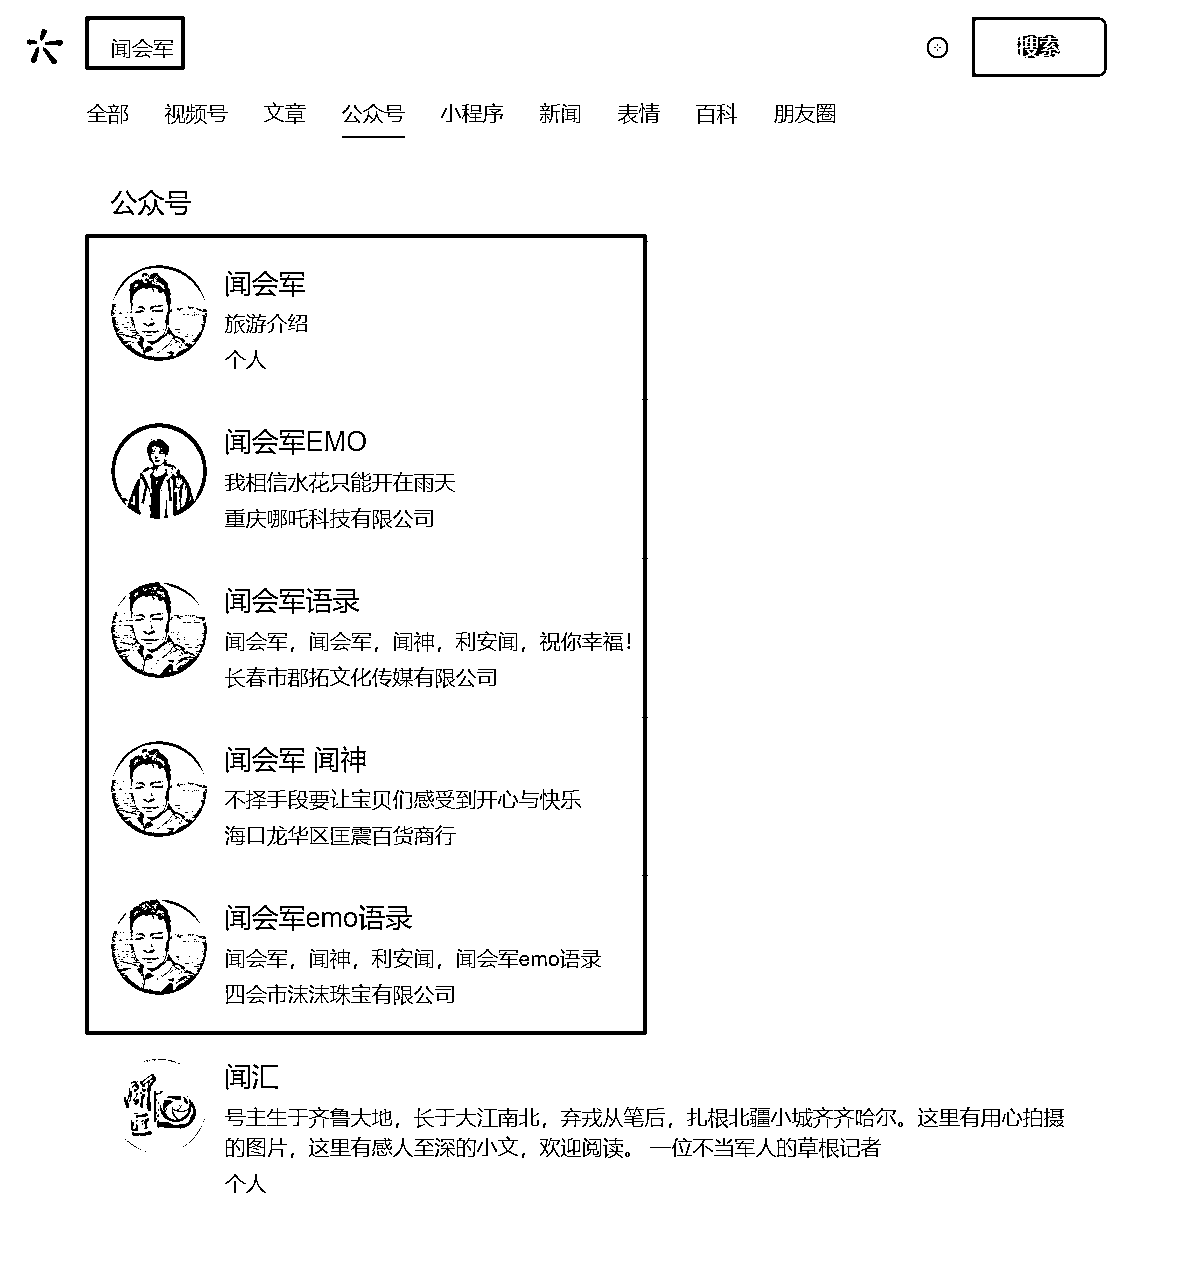 闻会军
搜索
全部 视频号 文章 公众号 小程序 新闻 表情 百科 朋友圈
公众号
闻会军
旅游介绍
个人
闻会军EMO
我相信水花只能开在雨天
重庆哪吒科技有限公司
闻会军语录
闻会军，闻会军，闻神，利安闻，祝你幸福！
长春市郡拓文化传媒有限公司
闻会军 闻神
不择手段要让宝贝们感受到开心与快乐
海口龙华区匡震百货商行
闻会军emo语录
闻会军，闻神，利安闻，闻会军emo语录
四会市沫沫珠宝有限公司
闻汇
号主生于齐鲁大地，长于大江南北，弃戎从笔后，扎根北疆小城齐齐哈尔。这里有用心拍摄
的图片，这里有感人至深的小文，欢迎阅读。 一位不当军人的草根记者
个人